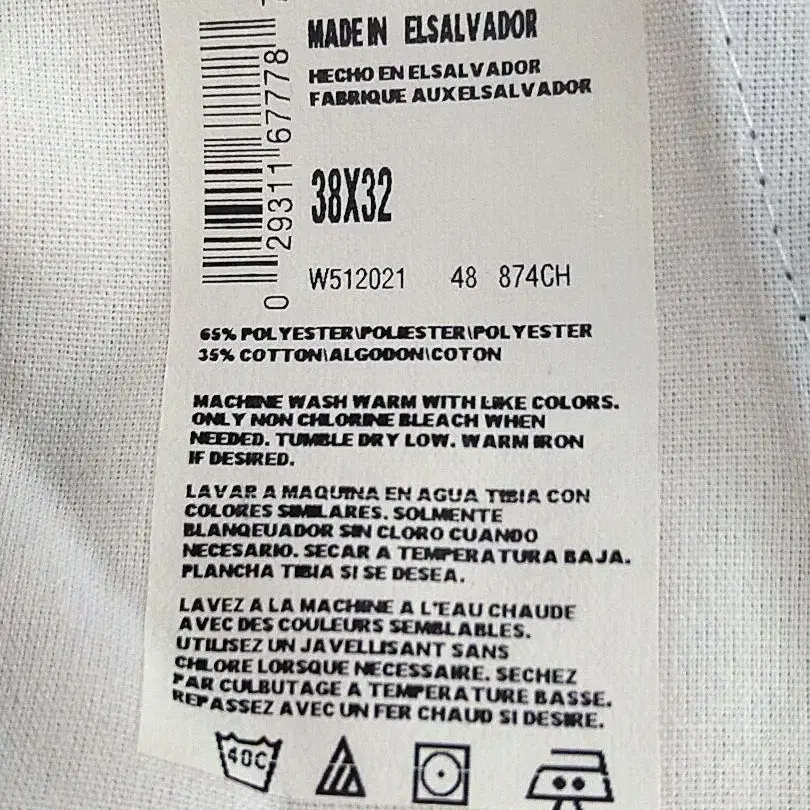 MADE IN ELSALVADOR
HECHO EN ELSALVADOR
FABRIQUE AUXELSALVADOR
0 29311 67778
38X32
W512021 48 874CH
65% POLYESTER\POLIESTER\POLYESTER
35% COTTON\ALGODON\COTON
MACHINE WASH WARM WITH LIKE COLORS.
ONLY NON CHLORINE BLEACH WHEN
NEEDED. TUMBLE DRY LOW. WARM IRON
IF DESIRED.
LAVAR A MAQUINA EN AGUA TIBIA CON
COLORES SIMILARES. SOLMENTE
BLANQEUADOR SIN CLORO CUANDO
NECESARIO. SECAR A TEMPERATURA BAJA.
PLANCHA TIBIA SI SE DESEA.
LAVEZ A LA MACHINE A L'EAU CHAUDE
AVEC DES COULEURS SEMBLABLES.
UTILISEZ UN JAVELLISANT SANS
CHLORE LORSQUE NECESSAIRE. SECHEZ
PAR CULBUTAGE A TEMPERATURE BASSE.
REPASSEZ AVEC UN FER CHAUD SI DESIRE.
40C